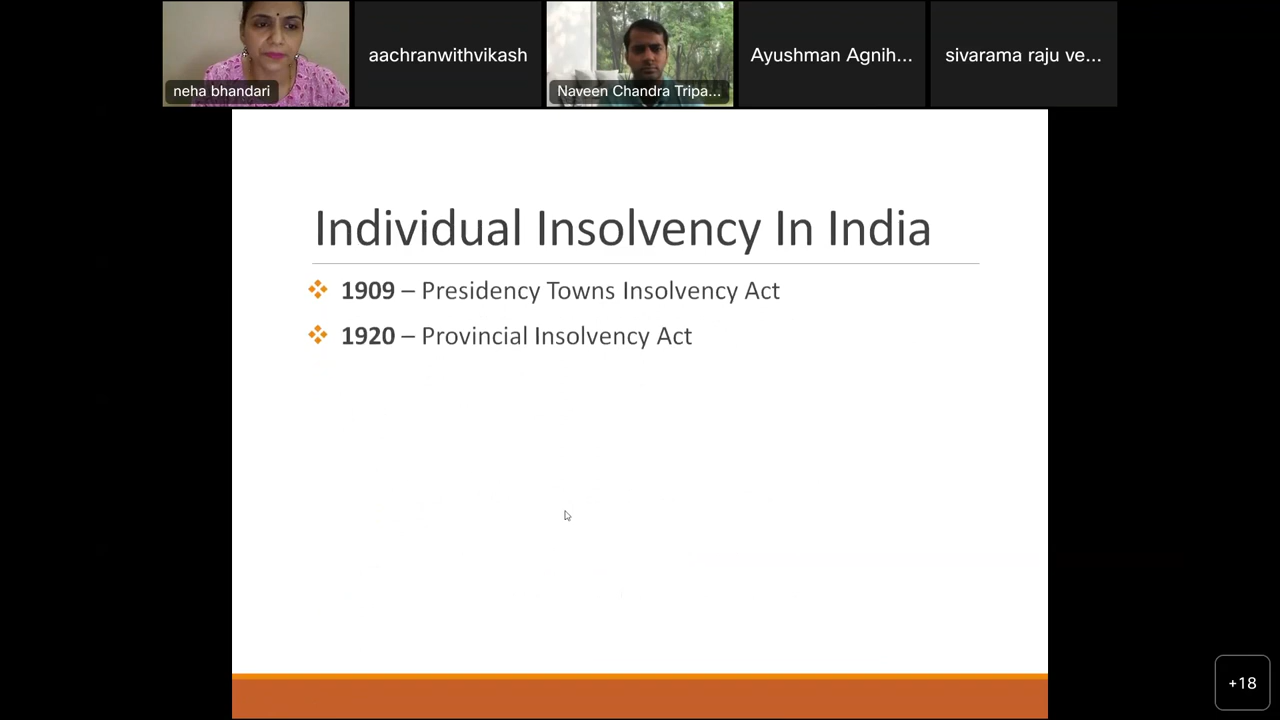 neha bhandari
aachranwithvikash
Naveen Chandra Tripa...
Ayushman Agnih...
sivarama raju ve...
Individual Insolvency In India
1909 – Presidency Towns Insolvency Act
1920 – Provincial Insolvency Act
+18